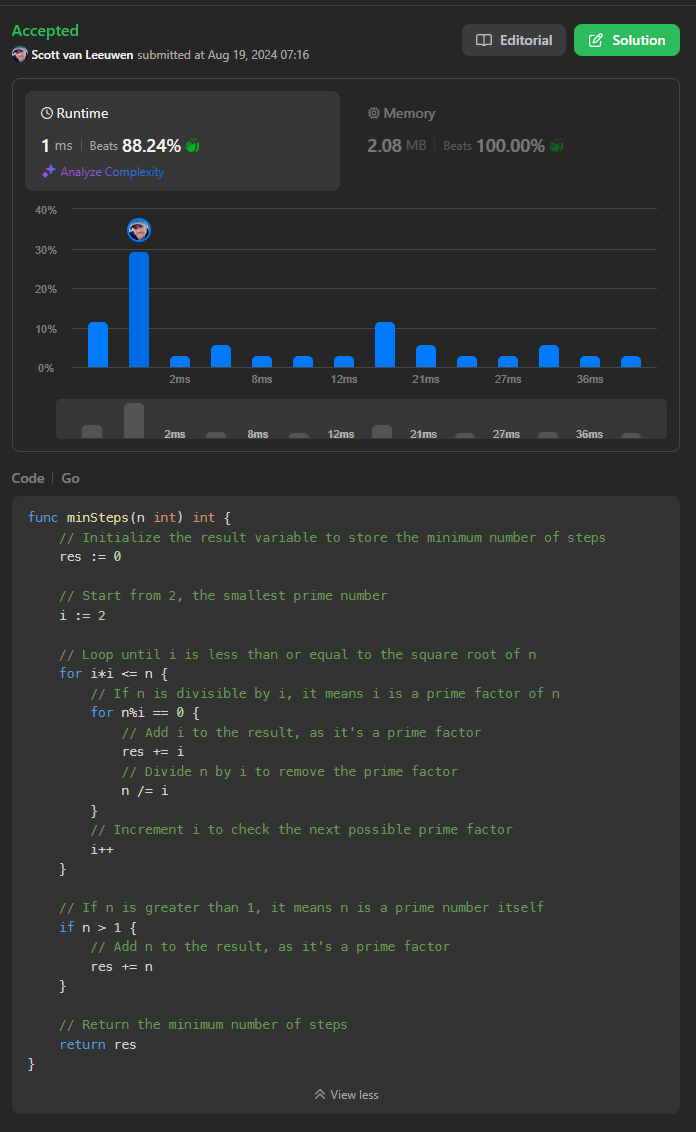 Accepted
Scott van Leeuwen submitted at Aug 19, 2024 07:16
Editorial
Solution
Runtime
1 ms | Beats 88.24%
Analyze Complexity
Memory
2.08 MB | Beats 100.00%
40%
30%
20%
10%
0%
2ms 8ms 12ms 21ms 27ms 36ms
2ms 8ms 12ms 21ms 27ms 36ms
Code | Go
func minSteps(n int) int {
    // Initialize the result variable to store the minimum number of steps
    res := 0

    // Start from 2, the smallest prime number
    i := 2

    // Loop until i is less than or equal to the square root of n
    for i*i <= n {
        // If n is divisible by i, it means i is a prime factor of n
        for n%i == 0 {
            // Add i to the result, as it's a prime factor
            res += i
            // Divide n by i to remove the prime factor
            n /= i
        }
        // Increment i to check the next possible prime factor
        i++
    }

    // If n is greater than 1, it means n is a prime number itself
    if n > 1 {
        // Add n to the result, as it's a prime factor
        res += n
    }

    // Return the minimum number of steps
    return res
}
View less